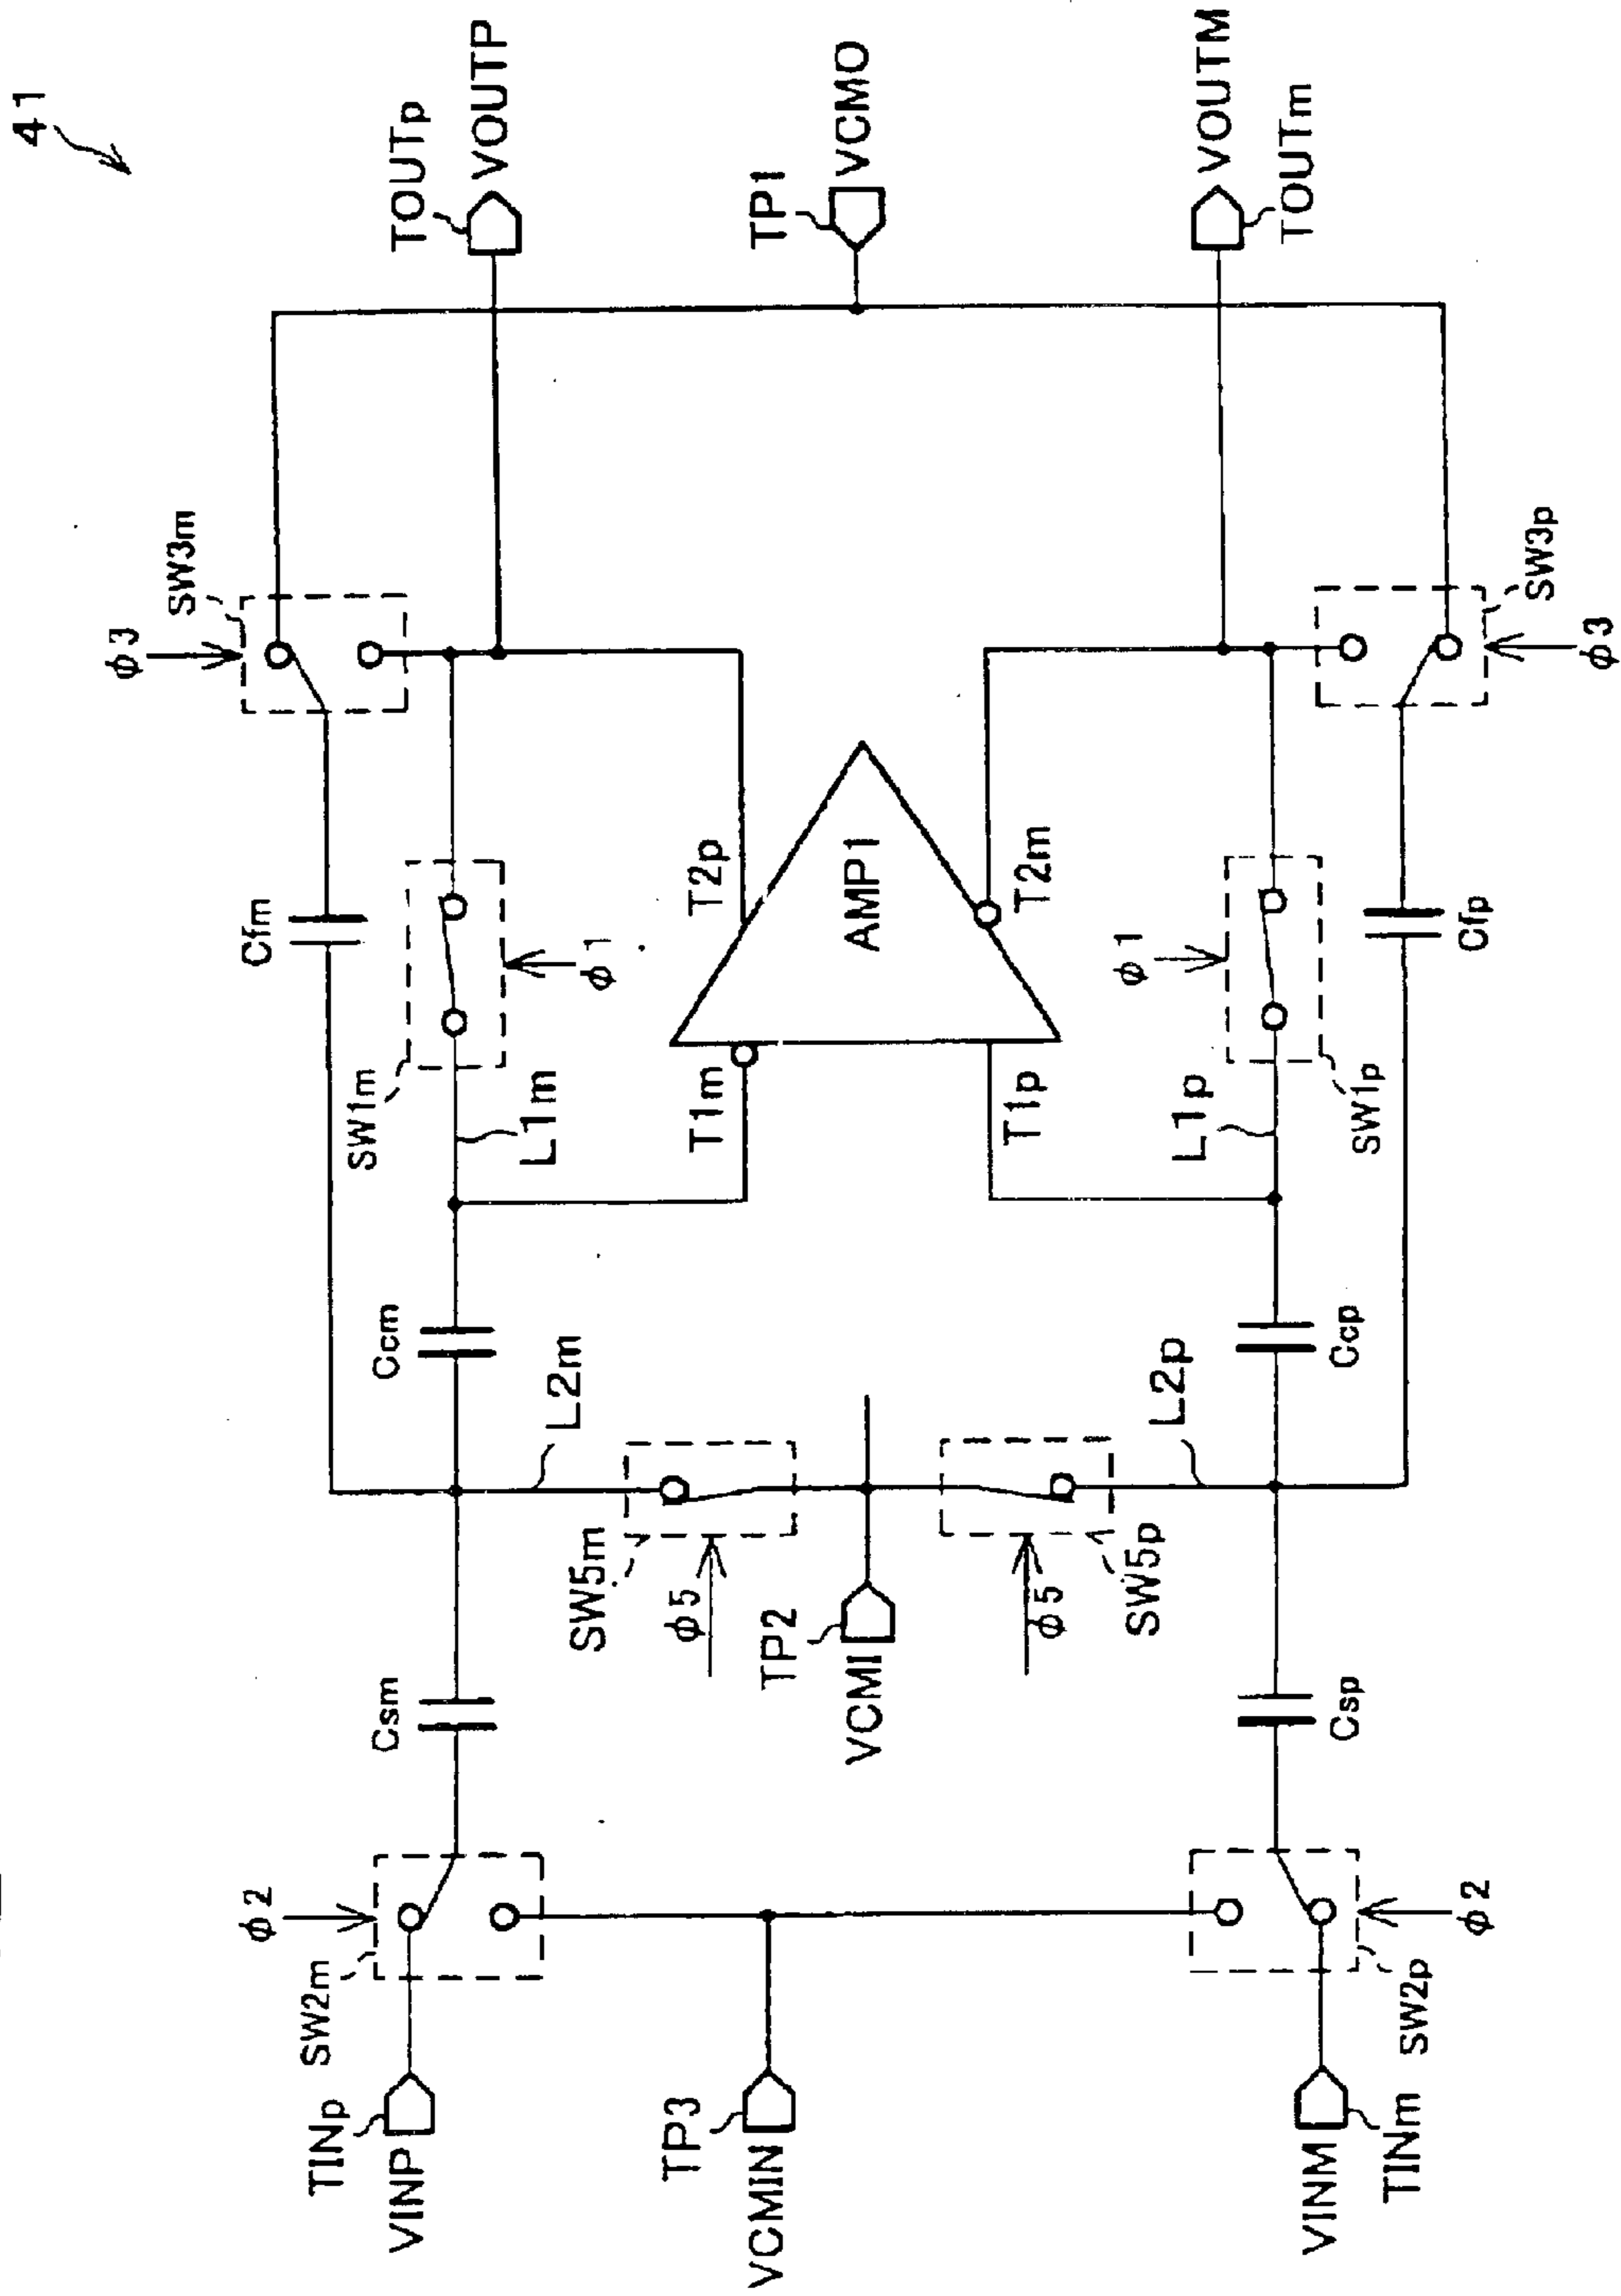 41
TOUTp
VOUTP
TP1
VCMO
VOUTM
TOUTm
SW3m
φ3
SW3p
φ3
Cfm
SW1m
φ1
L1m
T2p
AMP1
T2m
T1m
T1p
φ1
SW1p
L1p
Cfp
Ccm
L2m
Ccp
L2p
SW5m
φ5
TP2
VCMI
φ5
SW5p
Csm
Csp
φ2
SW2m
φ2
SW2p
TINp
VINP
TP3
VCMIN
VINM
TINm